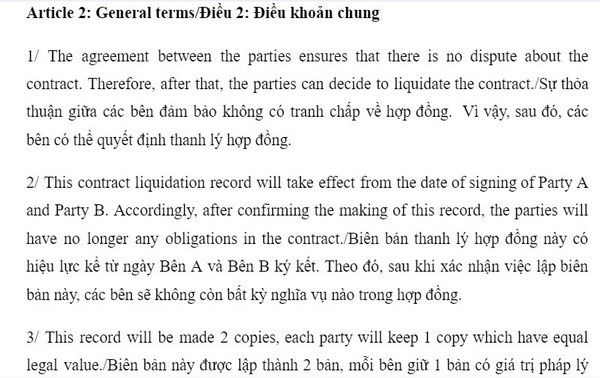 Article 2: General terms/Điều 2: Điều khoản chung
1/ The agreement between the parties ensures that there is no dispute about the
contract. Therefore, after that, the parties can decide to liquidate the contract./Sự thỏa
thuận giữa các bên đảm bảo không có tranh chấp về hợp đồng. Vì vậy, sau đó, các
bên có thể quyết định thanh lý hợp đồng.
2/ This contract liquidation record will take effect from the date of signing of Party A
and Party B. Accordingly, after confirming the making of this record, the parties will
have no longer any obligations in the contract./Biên bản thanh lý hợp đồng này có
hiệu lực kể từ ngày Bên A và Bên B ký kết. Theo đó, sau khi xác nhận việc lập biên
bản này, các bên sẽ không còn bất kỳ nghĩa vụ nào trong hợp đồng.
3/ This record will be made 2 copies, each party will keep 1 copy which have equal
legal value./Biên bản này được lập thành 2 bản, mỗi bên giữ 1 bản có giá trị pháp lý